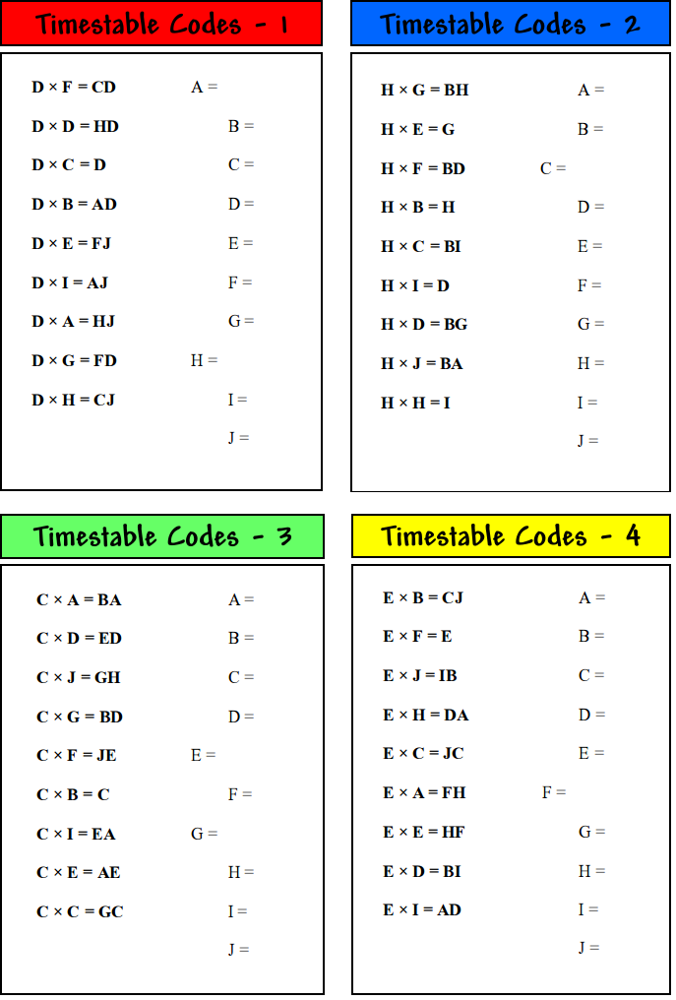 Timestable Codes - 1
D × F = CD A =
D × D = HD B =
D × C = D C =
D × B = AD D =
D × E = FJ E =
D × I = AJ F =
D × A = HJ G =
D × G = FD H =
D × H = CJ I =
J =
Timestable Codes - 2
H × G = BH A =
H × E = G B =
H × F = BD C =
H × B = H D =
H × C = BI E =
H × I = D F =
H × D = BG G =
H × J = BA H =
H × H = I I =
J =
Timestable Codes - 3
C × A = BA A =
C × D = ED B =
C × J = GH C =
C × G = BD D =
C × F = JE E =
C × B = C F =
C × I = EA G =
C × E = AE H =
C × C = GC I =
J =
Timestable Codes - 4
E × B = CJ A =
E × F = E B =
E × J = IB C =
E × H = DA D =
E × C = JC E =
E × A = FH F =
E × E = HF G =
E × D = BI H =
E × I = AD I =
J =